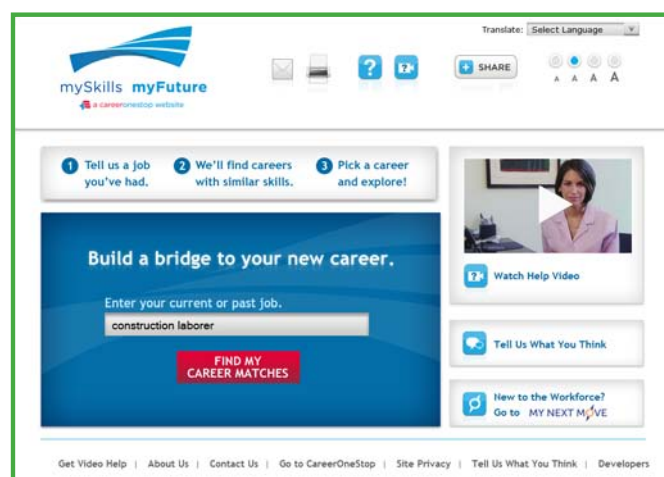 Translate: Select Language
mySkills myFuture
a careeronestop website
SHARE
A A A A
1 Tell us a job you've had.
2 We'll find careers with similar skills.
3 Pick a career and explore!
Build a bridge to your new career.
Enter your current or past job.
construction laborer
FIND MY
CAREER MATCHES
Watch Help Video
Tell Us What You Think
New to the Workforce?
Go to MY NEXT MOVE
Get Video Help | About Us | Contact Us | Go to CareerOneStop | Site Privacy | Tell Us What You Think | Developers